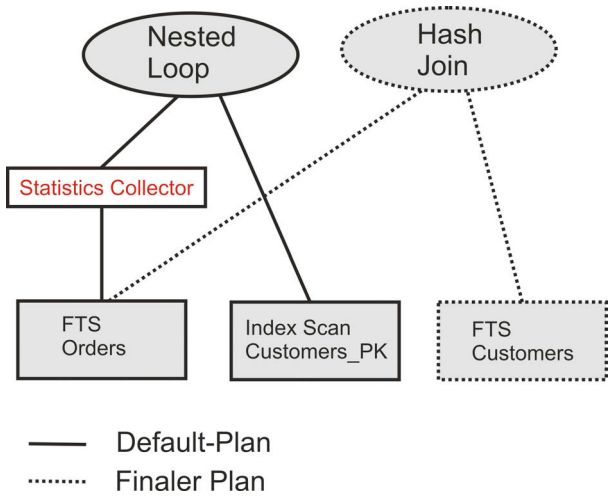 Nested
Loop
Hash
Join
Statistics Collector
FTS
Orders
Index Scan
Customers_PK
FTS
Customers
Default-Plan
Finaler Plan